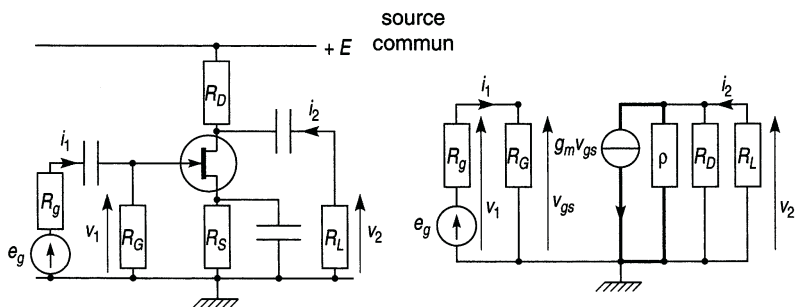 source
commun
+ E
R_D
i_2
i_1
R_g
v_1
R_G
R_S
R_L
v_2
e_g
i_1
i_2
R_g
v_1
R_G
v_gs
g_m v_gs
ρ
R_D
R_L
v_2
e_g